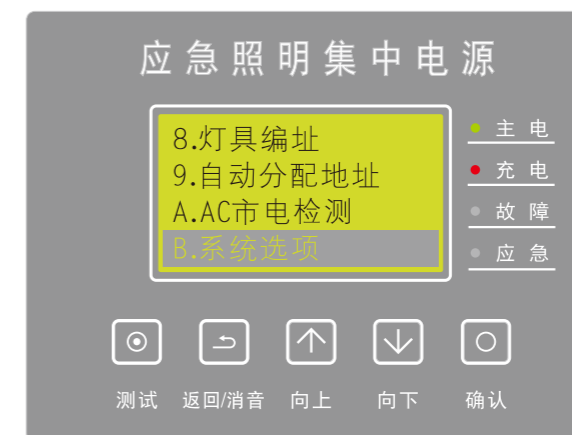 应急照明集中电源
8.灯具编址
9.自动分配地址
A.AC市电检测
B.系统选项
主电
充电
故障
应急
测试 返回/消音 向上 向下 确认